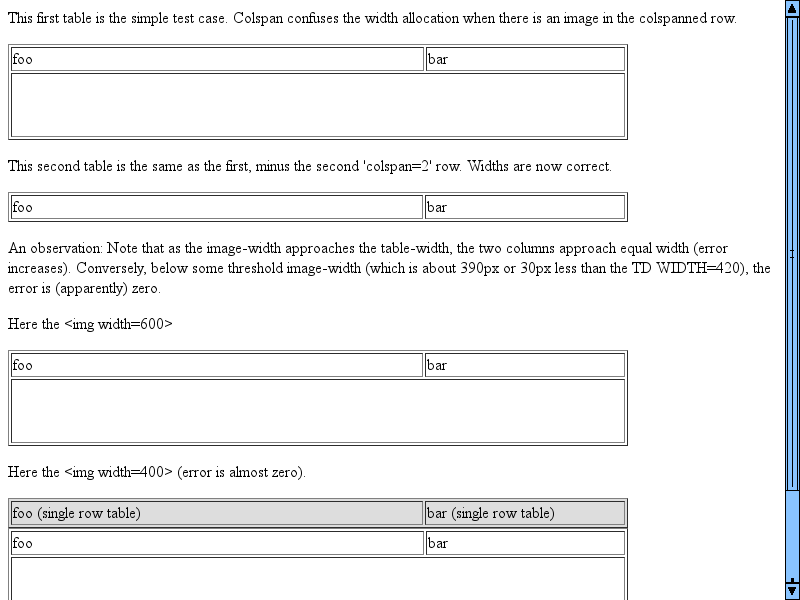 This first table is the simple test case. Colspan confuses the width allocation when there is an image in the colspanned row.
foo bar
This second table is the same as the first, minus the second 'colspan=2' row. Widths are now correct.
foo bar
An observation: Note that as the image-width approaches the table-width, the two columns approach equal width (error
increases). Conversely, below some threshold image-width (which is about 390px or 30px less than the TD WIDTH=420), the
error is (apparently) zero.
Here the <img width=600>
foo bar
Here the <img width=400> (error is almost zero).
foo (single row table) bar (single row table)
foo bar